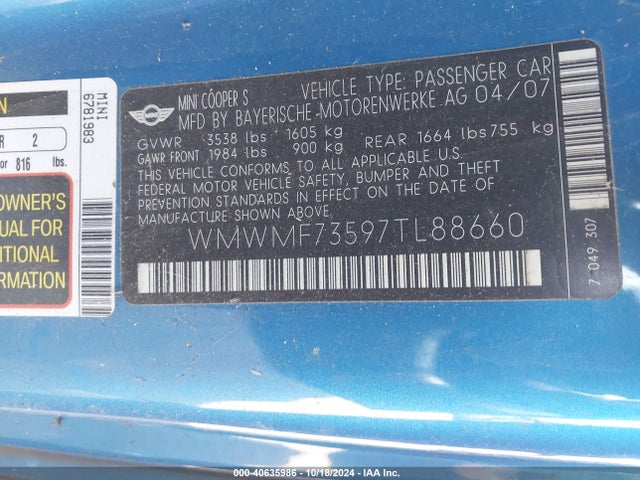 N
R 2
or 816 lbs.
OWNER'S
UAL FOR
ITIONAL
RMATION
MINI
6781983
MINI
MINI COOPER S VEHICLE TYPE: PASSENGER CAR
MFD BY BAYERISCHE MOTORENWERKE AG 04/07
GVWR 3538 lbs 1605 kg
GAWR FRONT 1984 lbs 900 kg REAR 1664 lbs 755 kg
THIS VEHICLE CONFORMS TO ALL APPLICABLE U.S.
FEDERAL MOTOR VEHICLE SAFETY, BUMPER AND THEFT
PREVENTION STANDARDS IN EFFECT ON THE DATE OF
MANUFACTURE SHOWN ABOVE.
WMWMF73597TL88660
7 049 307
000-40635986 - 10/18/2024 - IAA Inc.